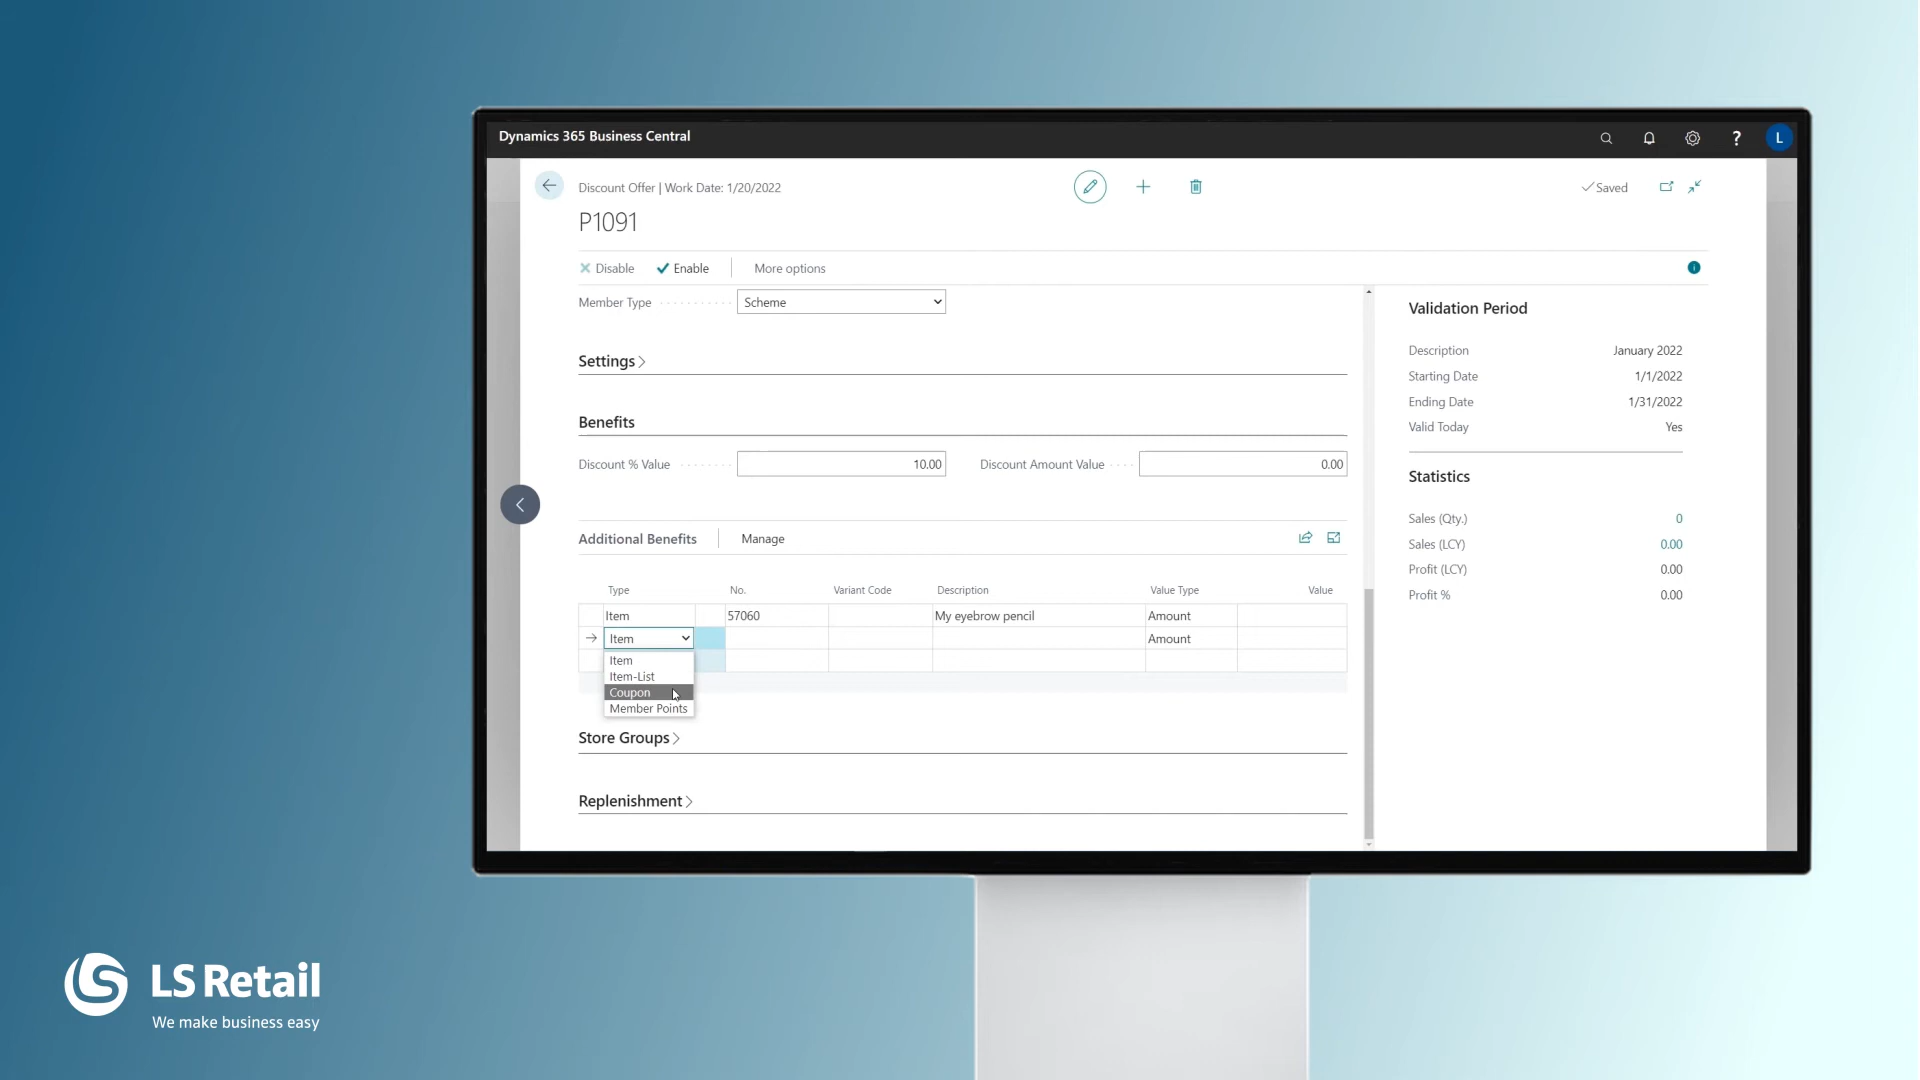 Dynamics 365 Business Central
?
L
Discount Offer | Work Date: 1/20/2022
Saved
P1091
Disable
Enable
More options
Member Type
Scheme
Settings
Benefits
Discount % Value
10.00
Discount Amount Value
0.00
Additional Benefits
Manage
Type No. Variant Code Description Value Type Value
Item 57060 My eyebrow pencil Amount
Item Amount
Item
Item-List
Coupon
Member Points
Store Groups
Replenishment
Validation Period
Description January 2022
Starting Date 1/1/2022
Ending Date 1/31/2022
Valid Today Yes
Statistics
Sales (Qty.) 0
Sales (LCY) 0.00
Profit (LCY) 0.00
Profit % 0.00
LS Retail
We make business easy